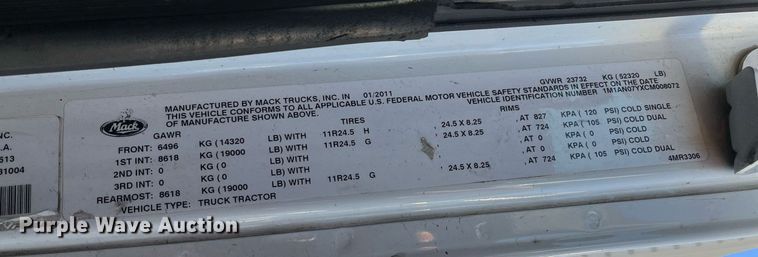 MANUFACTURED BY MACK TRUCKS, INC. IN 01/2011 GVWR 23732 KG (52320 LB)
THIS VEHICLE CONFORMS TO ALL APPLICABLE U.S. FEDERAL MOTOR VEHICLE SAFETY STANDARDS IN EFFECT ON THE DATE
OF MANUFACTURE SHOWN ABOVE. VEHICLE IDENTIFICATION NUMBER 1M1AN07YXCM008072
Mack
GAWR TIRES RIMS
FRONT: 6496 KG (14320 LB) WITH 11R24.5 H , 24.5 X 8.25 , AT 827 KPA ( 120 PSI) COLD SINGLE
1ST INT: 8618 KG (19000 LB) WITH 11R24.5 G , 24.5 X 8.25 , AT 724 KPA ( 105 PSI) COLD DUAL
2ND INT: 0 KG ( 0 LB) WITH , , AT 0 KPA ( 0 PSI) COLD
3RD INT: 0 KG ( 0 LB) WITH , , AT 0 KPA ( 0 PSI) COLD
REARMOST: 8618 KG (19000 LB) WITH 11R24.5 G , 24.5 X 8.25 , AT 724 KPA ( 105 PSI) COLD DUAL
VEHICLE TYPE: TRUCK TRACTOR 4MR3306
NC.
.A.
513
31004
Purple Wave Auction